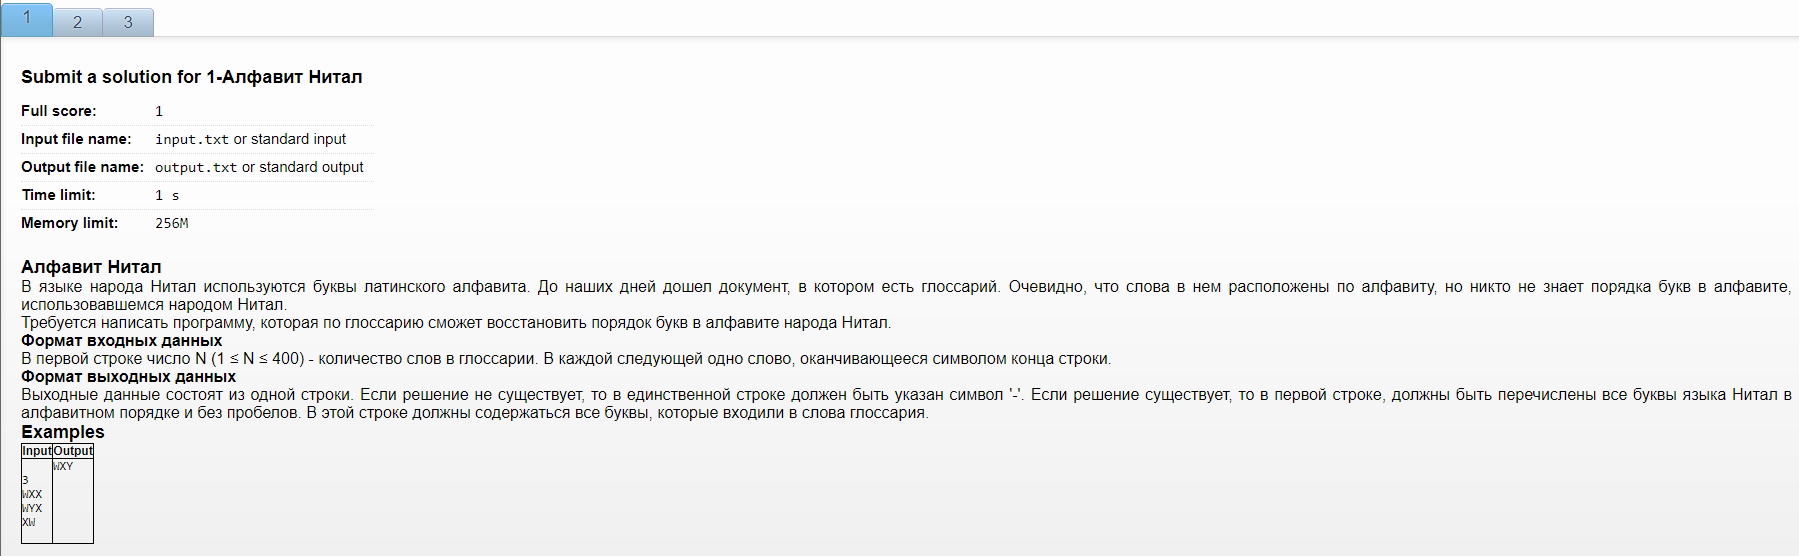 1 2 3
Submit a solution for 1-Алфавит Нитал
Full score: 1
Input file name: input.txt or standard input
Output file name: output.txt or standard output
Time limit: 1 s
Memory limit: 256M
Алфавит Нитал
В языке народа Нитал используются буквы латинского алфавита. До наших дней дошел документ, в котором есть глоссарий. Очевидно, что слова в нем расположены по алфавиту, но никто не знает порядка букв в алфавите,
использовавшемся народом Нитал.
Требуется написать программу, которая по глоссарию сможет восстановить порядок букв в алфавите народа Нитал.
Формат входных данных
В первой строке число N (1 ≤ N ≤ 400) - количество слов в глоссарии. В каждой следующей одно слово, оканчивающееся символом конца строки.
Формат выходных данных
Выходные данные состоят из одной строки. Если решение не существует, то в единственной строке должен быть указан символ '-'. Если решение существует, то в первой строке, должны быть перечислены все буквы языка Нитал в
алфавитном порядке и без пробелов. В этой строке должны содержаться все буквы, которые входили в слова глоссария.
Examples
Input Output
WXY
3
WXX
WYX
XW